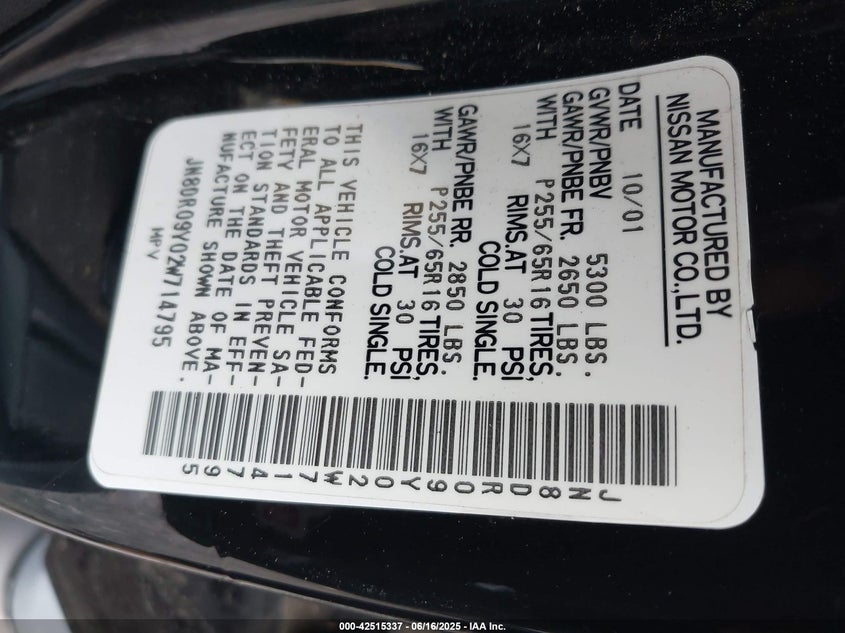 MANUFACTURED BY
NISSAN MOTOR CO.,LTD.
DATE 10/01
GVWR/PNBV 5300 LBS.
GAWR/PNBE FR. 2650 LBS.
WITH P255/65R16 TIRES,
16X7 RIMS.AT 30 PSI
COLD SINGLE.
GAWR/PNBE RR. 2850 LBS.
WITH P255/65R16 TIRES,
16X7 RIMS.AT 30 PSI
COLD SINGLE.
THIS VEHICLE CONFORMS
TO ALL APPLICABLE FED-
ERAL MOTOR VEHICLE SA-
FETY AND THEFT PREVEN-
TION STANDARDS IN EFF-
ECT ON THE DATE OF MA-
NUFACTURE SHOWN ABOVE.
JN8DR09Y02W714795
MPV
JN8DR09Y02W714795
000-42515337 - 06/16/2025 - IAA Inc.